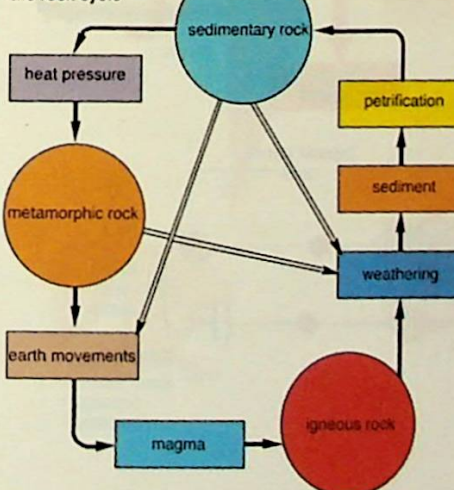 sedimentary rock
heat pressure
petrification
sediment
metamorphic rock
weathering
earth movements
igneous rock
magma